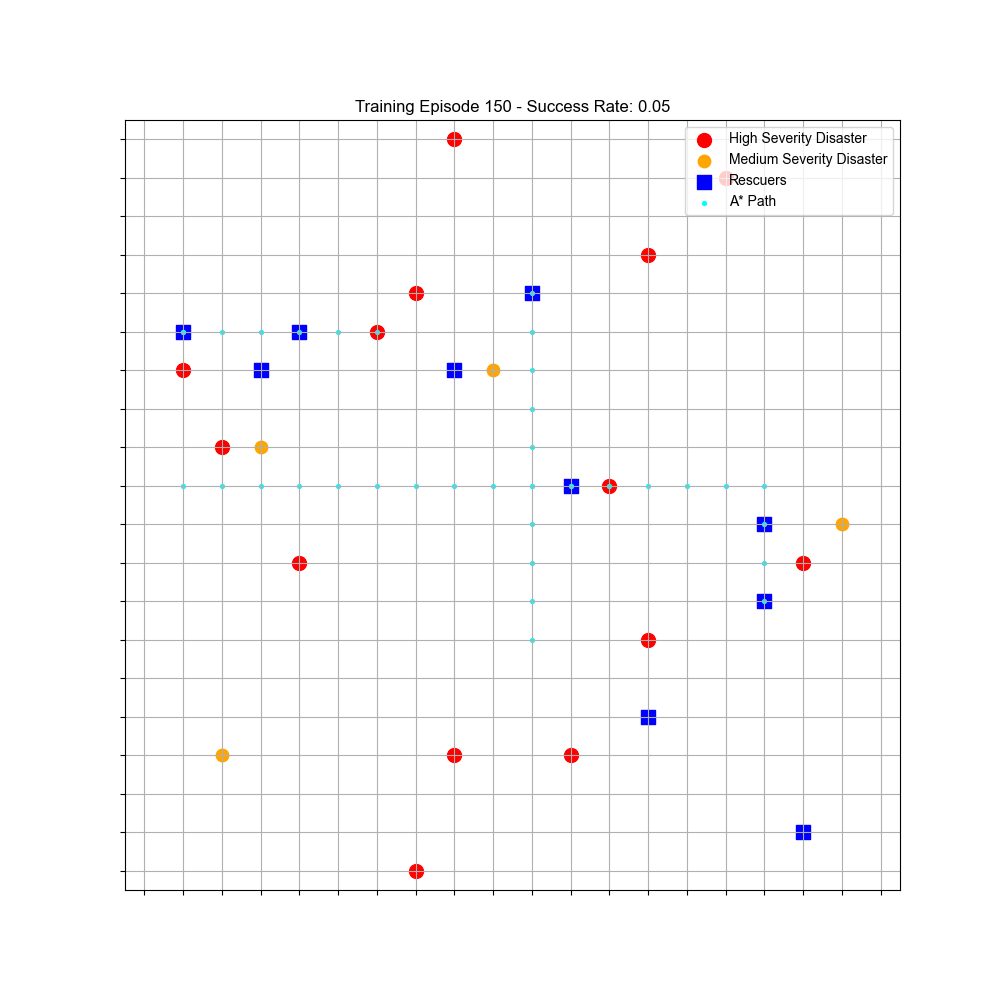 Training Episode 150 - Success Rate: 0.05
High Severity Disaster
Medium Severity Disaster
Rescuers
A* Path